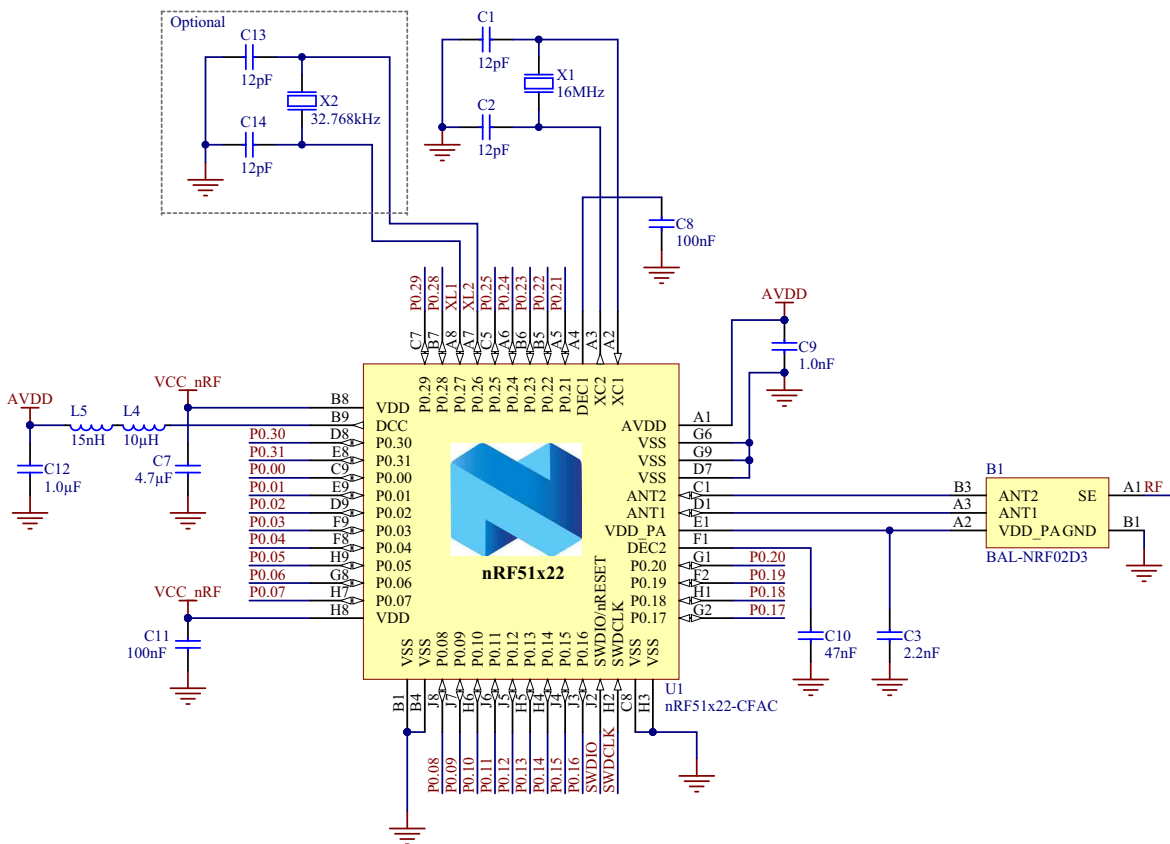 Optional
C13
12pF
X2
32.768kHz
C14
12pF
C1
12pF
X1
16MHz
C2
12pF
C8
100nF
P0.29
P0.28
XL1
XL2
P0.25
P0.24
P0.23
P0.22
P0.21
C7
B7
A8
A7
C5
A6
B6
B5
A5
A4
A3
A2
P0.29
P0.28
P0.27
P0.26
P0.25
P0.24
P0.23
P0.22
P0.21
DEC1
XC2
XC1
AVDD
C9
1.0nF
VCC_nRF
AVDD
L5
15nH
L4
10µH
C12
1.0µF
C7
4.7µF
B8 VDD
B9 DCC
P0.30 D8 P0.30
P0.31 E8 P0.31
P0.00 C9 P0.00
P0.01 E9 P0.01
P0.02 D9 P0.02
P0.03 F9 P0.03
P0.04 F8 P0.04
P0.05 H9 P0.05
P0.06 G8 P0.06
P0.07 H7 P0.07
H8 VDD
VCC_nRF
C11
100nF
nRF51x22
AVDD A1
VSS G6
VSS G9
VSS D7
ANT2 C1
ANT1 D1
VDD_PA E1
DEC2 F1
P0.20 G1 P0.20
P0.19 F2 P0.19
P0.18 H1 P0.18
P0.17 G2 P0.17
B1
B3 ANT2 SE A1 RF
A3 ANT1
A2 VDD_PA GND B1
BAL-NRF02D3
C10
47nF
C3
2.2nF
VSS
VSS
P0.08
P0.09
P0.10
P0.11
P0.12
P0.13
P0.14
P0.15
P0.16
SWDIO/nRESET
SWDCLK
VSS
VSS
U1
nRF51x22-CFAC
B1
B4
J8
J7
H6
J6
J5
H5
H4
J4
J3
J2
H2
C8
H3
P0.08
P0.09
P0.10
P0.11
P0.12
P0.13
P0.14
P0.15
P0.16
SWDIO
SWDCLK